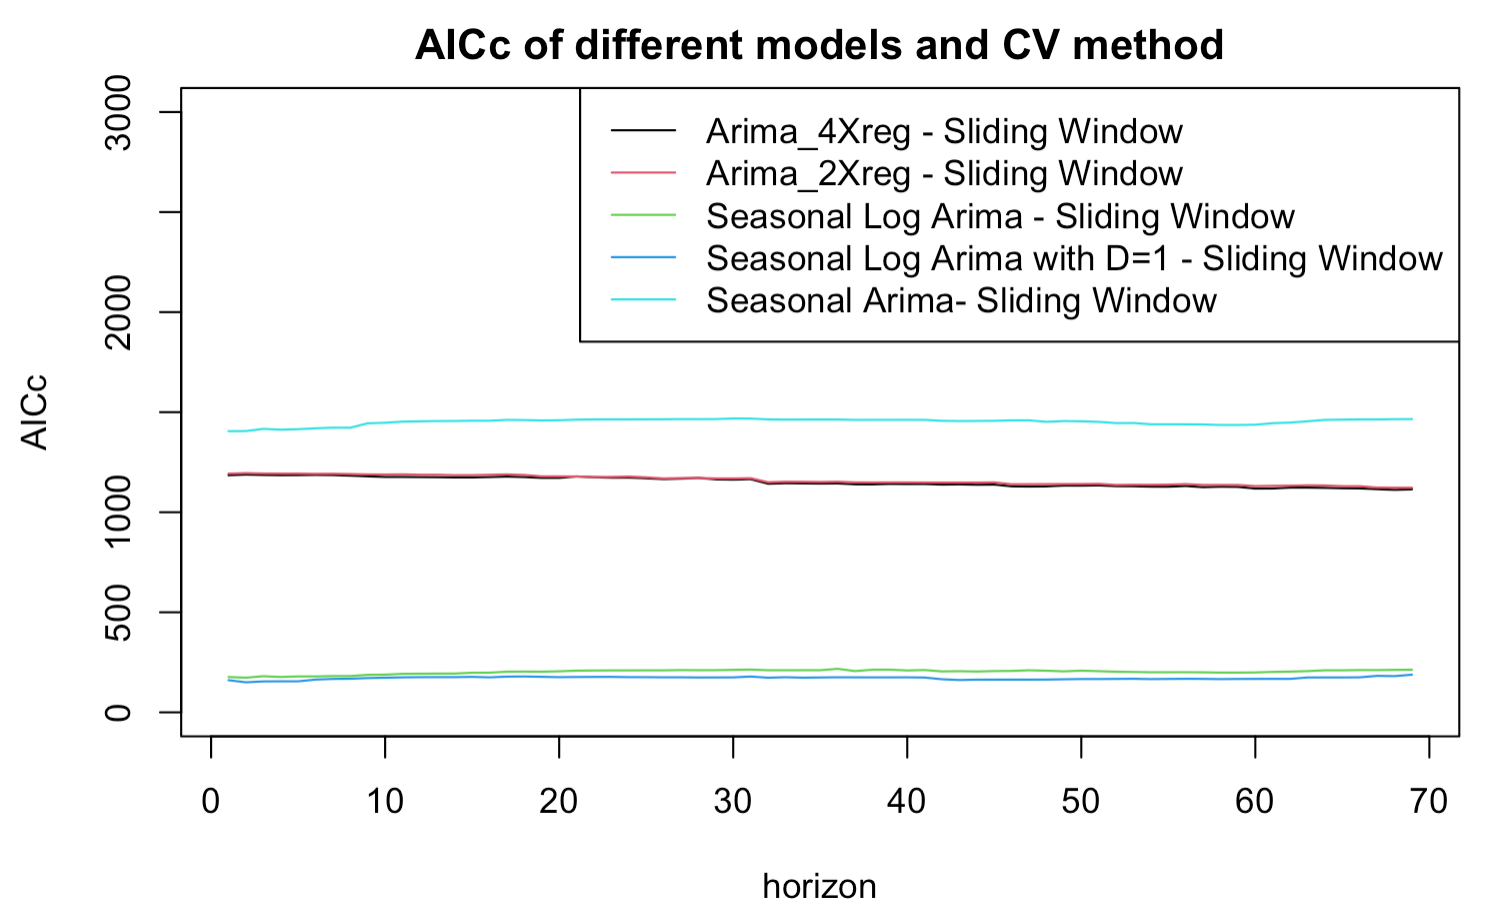 AICc of different models and CV method
Arima_4Xreg - Sliding Window
Arima_2Xreg - Sliding Window
Seasonal Log Arima - Sliding Window
Seasonal Log Arima with D=1 - Sliding Window
Seasonal Arima- Sliding Window
AICc
3000
2000
1000
500
0
0 10 20 30 40 50 60 70
horizon